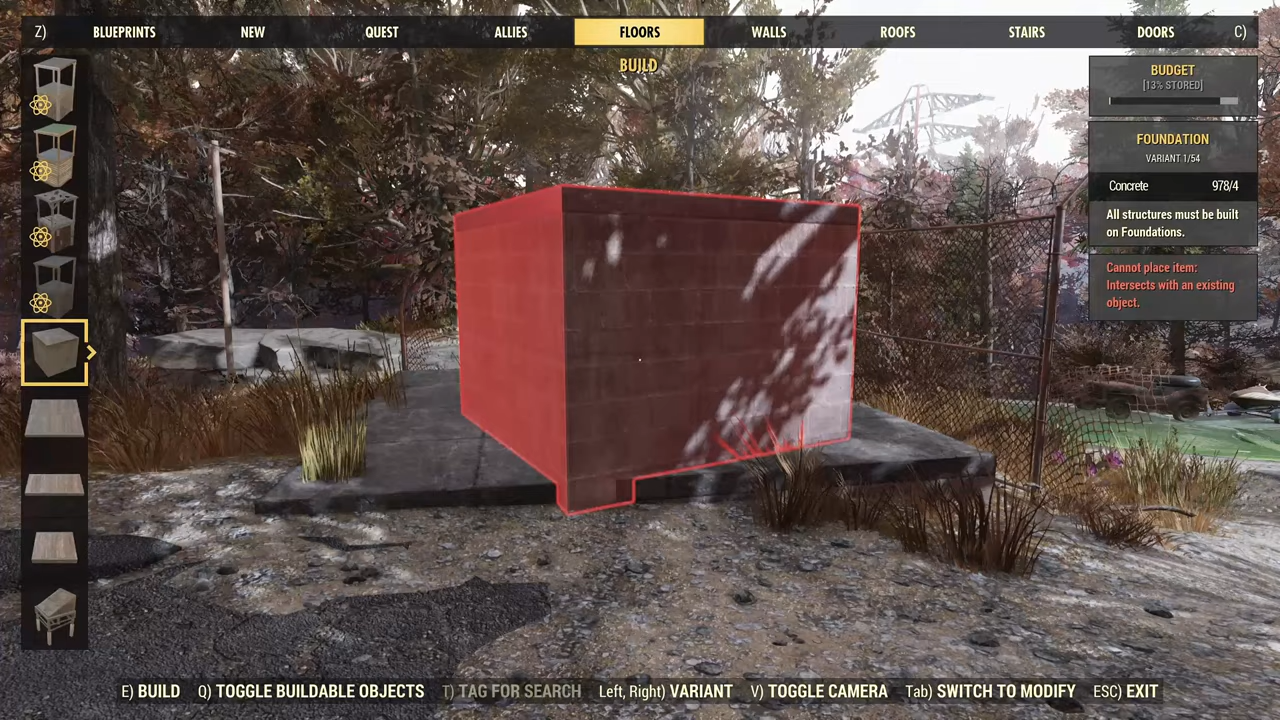 Z) BLUEPRINTS NEW QUEST ALLIES FLOORS WALLS ROOFS STAIRS DOORS C)
BUILD
BUDGET
[13% STORED]
FOUNDATION
VARIANT 1/54
Concrete 978/4
All structures must be built
on Foundations.
Cannot place item:
Intersects with an existing
object.
E) BUILD Q) TOGGLE BUILDABLE OBJECTS T) TAG FOR SEARCH Left, Right) VARIANT V) TOGGLE CAMERA Tab) SWITCH TO MODIFY ESC) EXIT